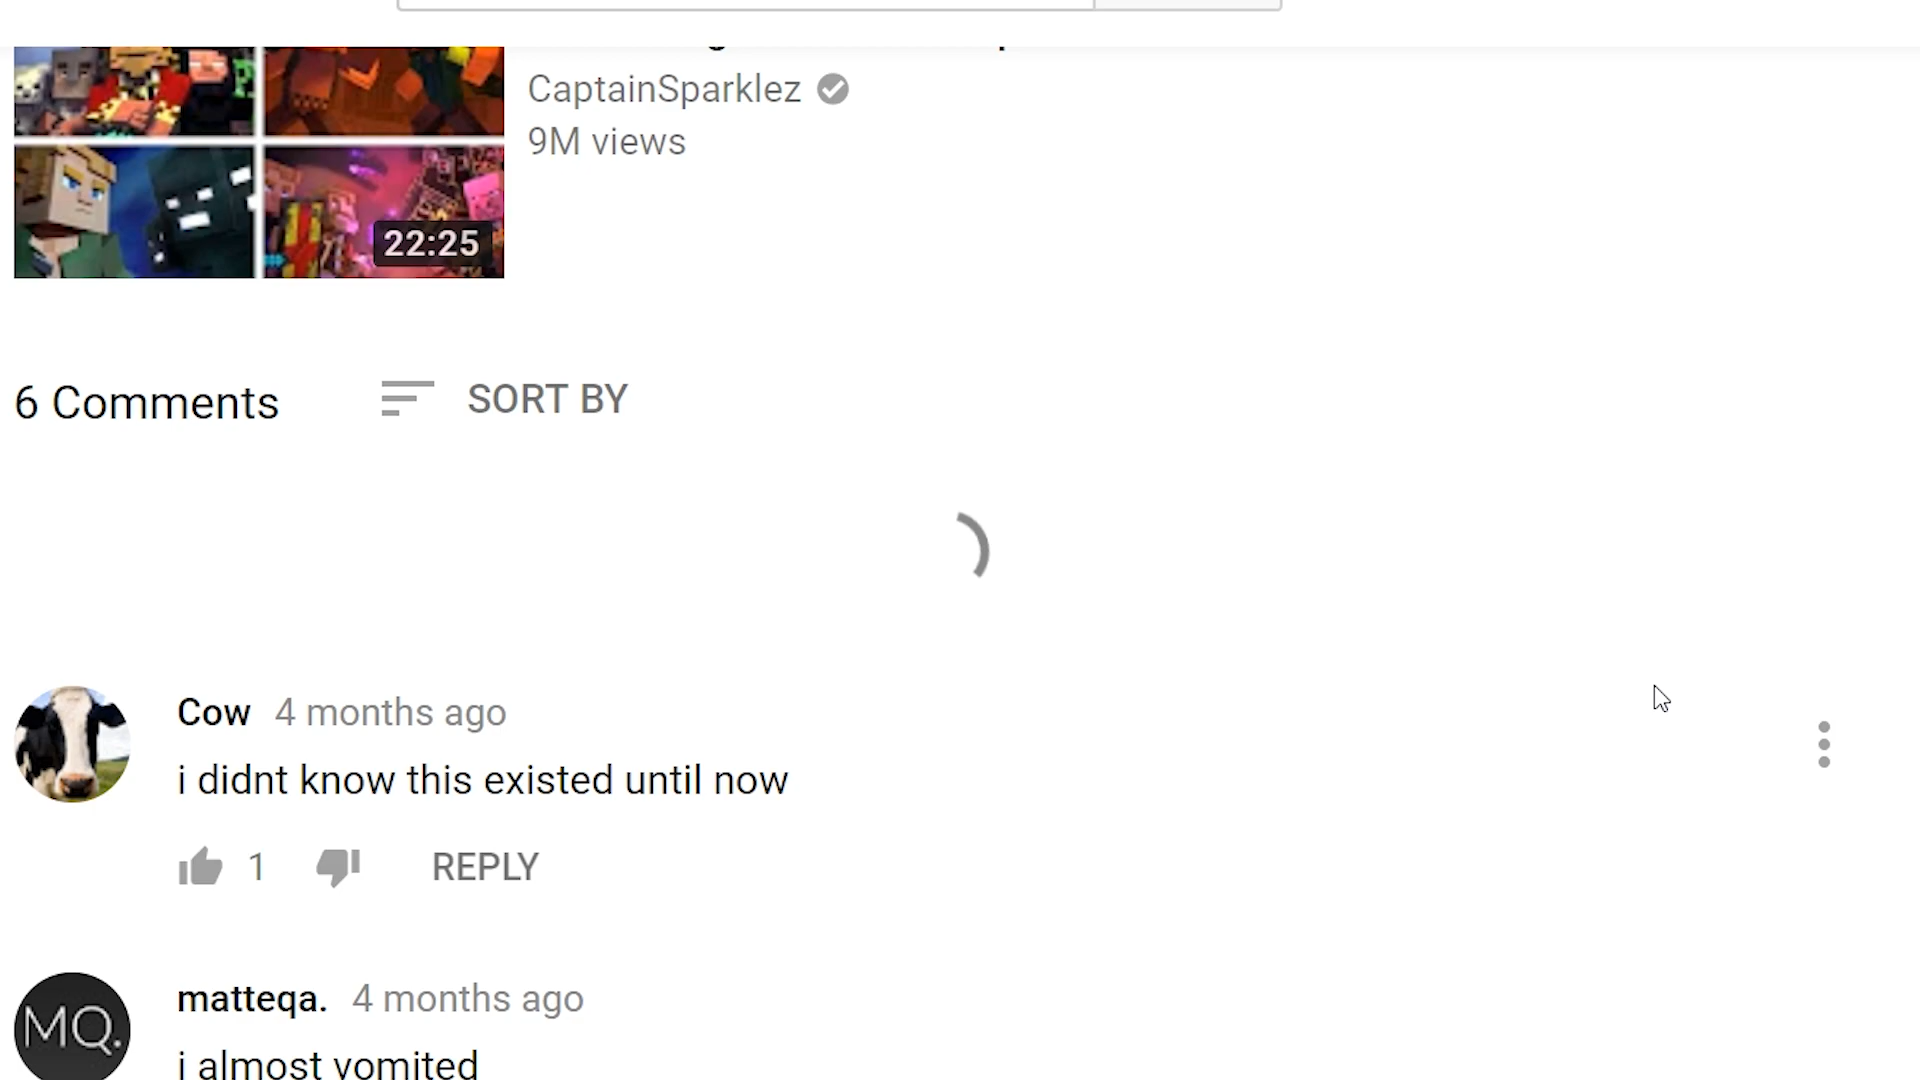 CaptainSparklez
9M views
22:25
6 Comments
SORT BY
Cow 4 months ago
i didnt know this existed until now
1
REPLY
MQ.
matteqa. 4 months ago
i almost vomited